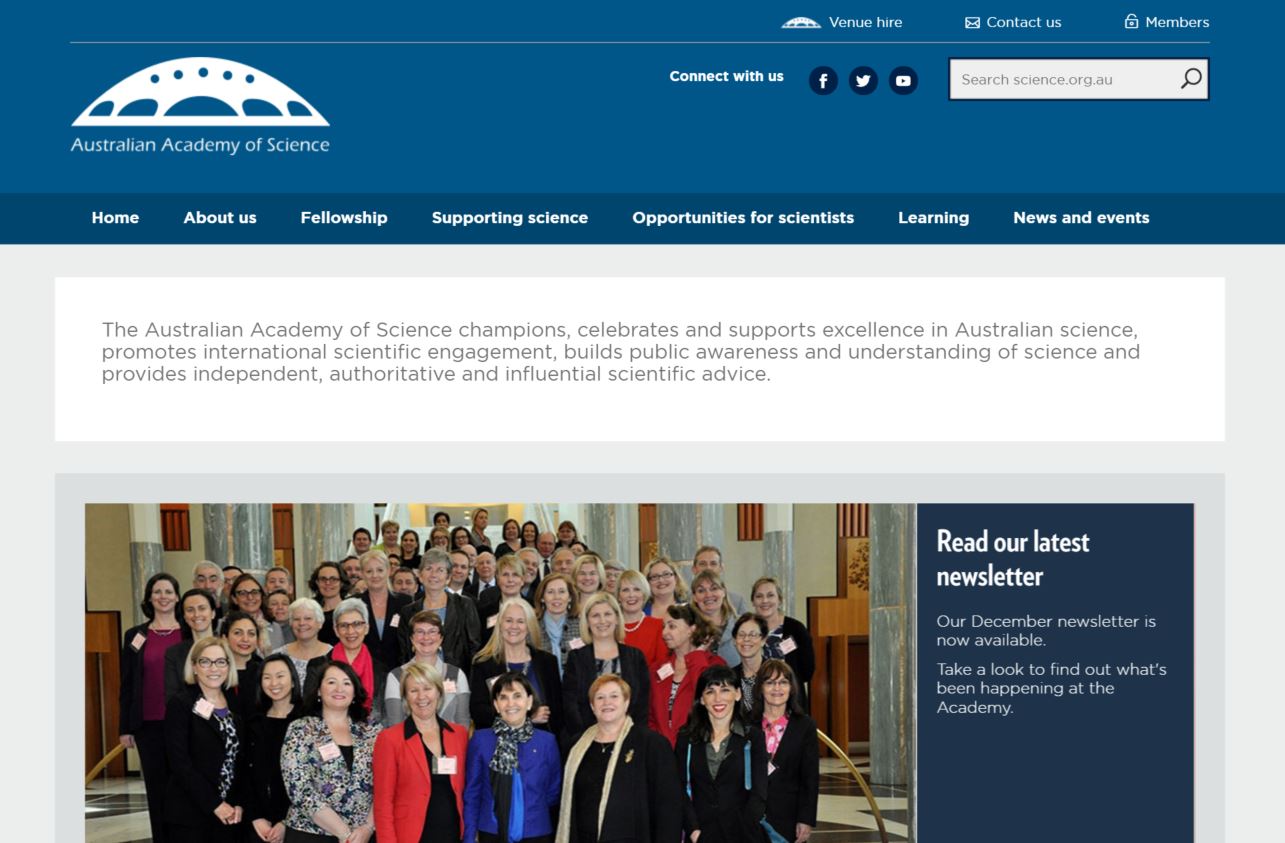 Venue hire
Contact us
Members
Australian Academy of Science
Connect with us
Search science.org.au
Home
About us
Fellowship
Supporting science
Opportunities for scientists
Learning
News and events
The Australian Academy of Science champions, celebrates and supports excellence in Australian science,
promotes international scientific engagement, builds public awareness and understanding of science and
provides independent, authoritative and influential scientific advice.
Read our latest
newsletter
Our December newsletter is
now available.
Take a look to find out what's
been happening at the
Academy.